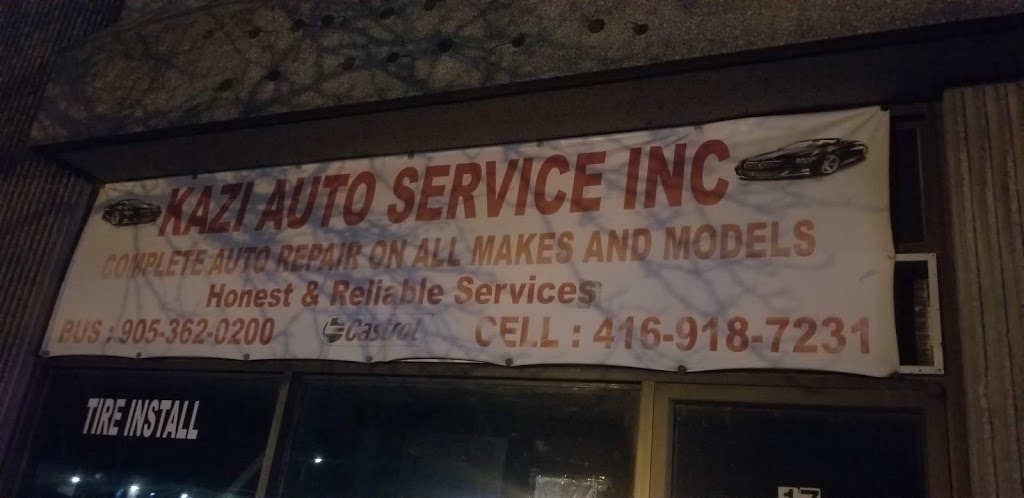 KAZI AUTO SERVICE INC
COMPLETE AUTO REPAIR ON ALL MAKES AND MODELS
Honest & Reliable Services
BUS : 905-362-0200
Castrol
CELL : 416-918-7231
TIRE INSTALL
17